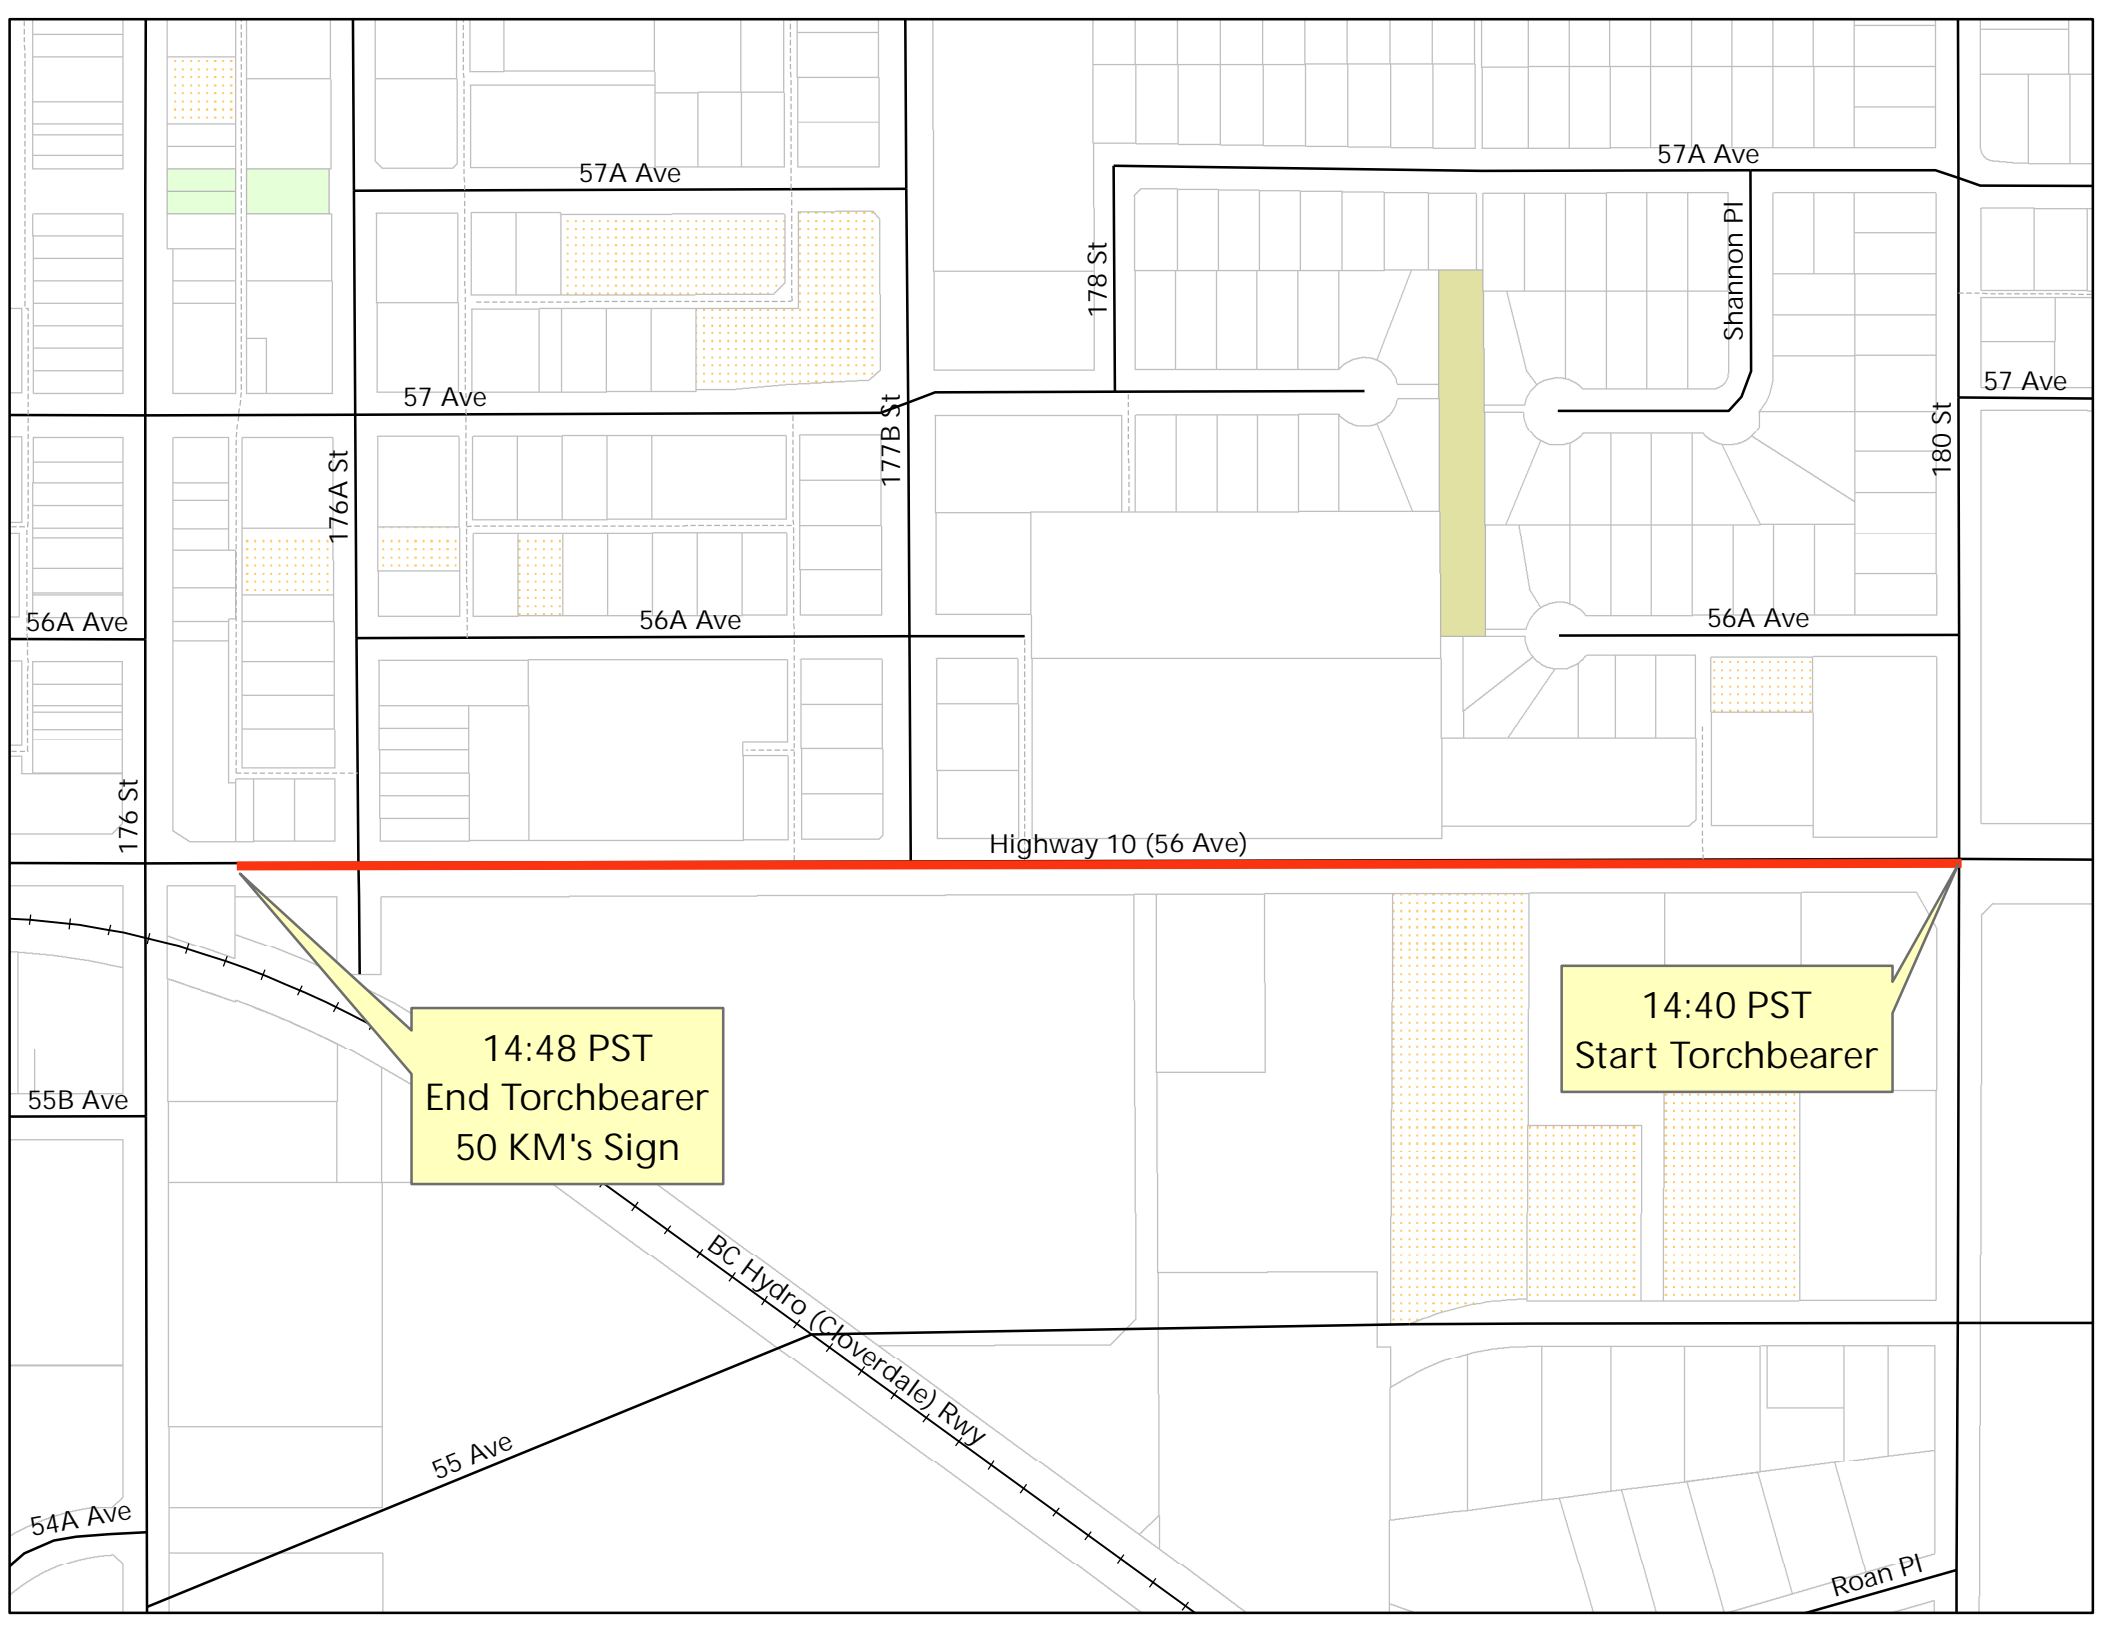 57A Ave
57A Ave
178 St
Shannon Pl
57 Ave
57 Ave
177B St
180 St
176A St
56A Ave
56A Ave
56A Ave
176 St
Highway 10 (56 Ave)
14:40 PST
Start Torchbearer
14:48 PST
End Torchbearer
50 KM's Sign
55B Ave
BC Hydro (Cloverdale) Rwy
55 Ave
54A Ave
Roan Pl